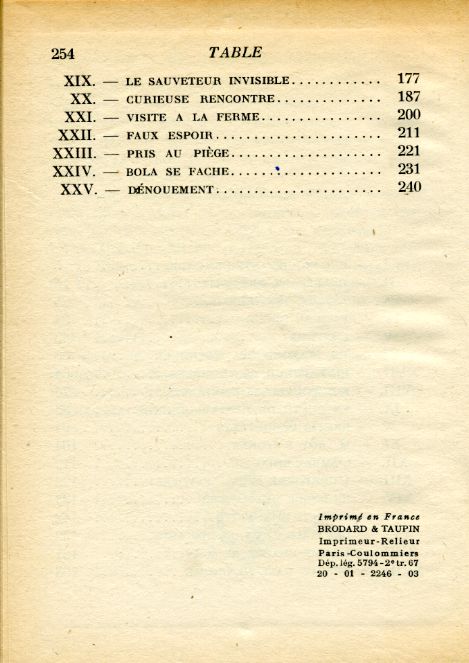 254 TABLE
XIX. — LE SAUVETEUR INVISIBLE............ 177
XX. — CURIEUSE RENCONTRE.............. 187
XXI. — VISITE A LA FERME................ 200
XXII. — FAUX ESPOIR...................... 211
XXIII. — PRIS AU PIÈGE.................... 221
XXIV. — BOLA SE FACHE.................... 231
XXV. — DÉNOUEMENT...................... 240
Imprimé en France
BRODARD & TAUPIN
Imprimeur-Relieur
Paris-Coulommiers
Dép. lég. 5794-2e tr. 67
20 - 01 - 2246 - 03